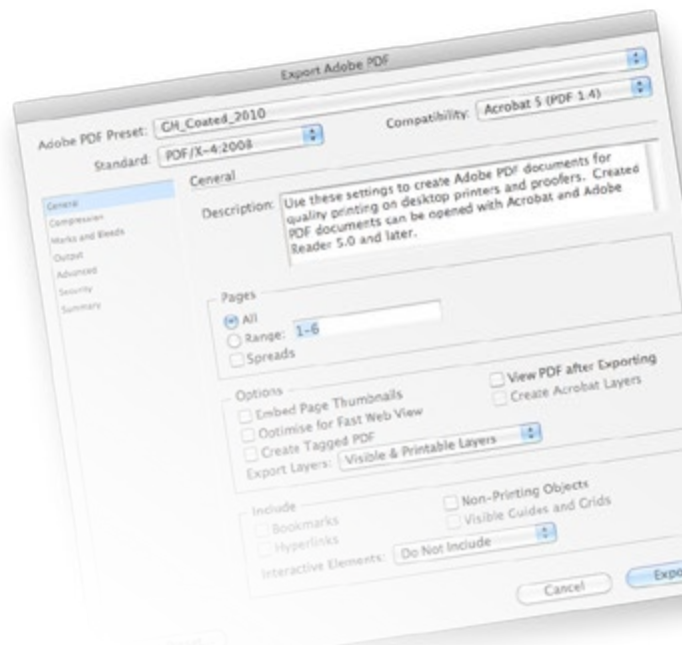 Export Adobe PDF
Adobe PDF Preset: GH_Coated_2010
Standard: PDF/X-4:2008
Compatibility: Acrobat 5 (PDF 1.4)
General
Compression
Marks and Bleeds
Output
Advanced
Security
Summary
General
Description: Use these settings to create Adobe PDF documents for
quality printing on desktop printers and proofers. Created
PDF documents can be opened with Acrobat and Adobe
Reader 5.0 and later.
Pages
All
Range: 1-6
Spreads
Options
Embed Page Thumbnails
Optimise for Fast Web View
Create Tagged PDF
View PDF after Exporting
Create Acrobat Layers
Export Layers: Visible & Printable Layers
Include
Bookmarks
Hyperlinks
Non-Printing Objects
Visible Guides and Grids
Interactive Elements: Do Not Include
Cancel
Expo